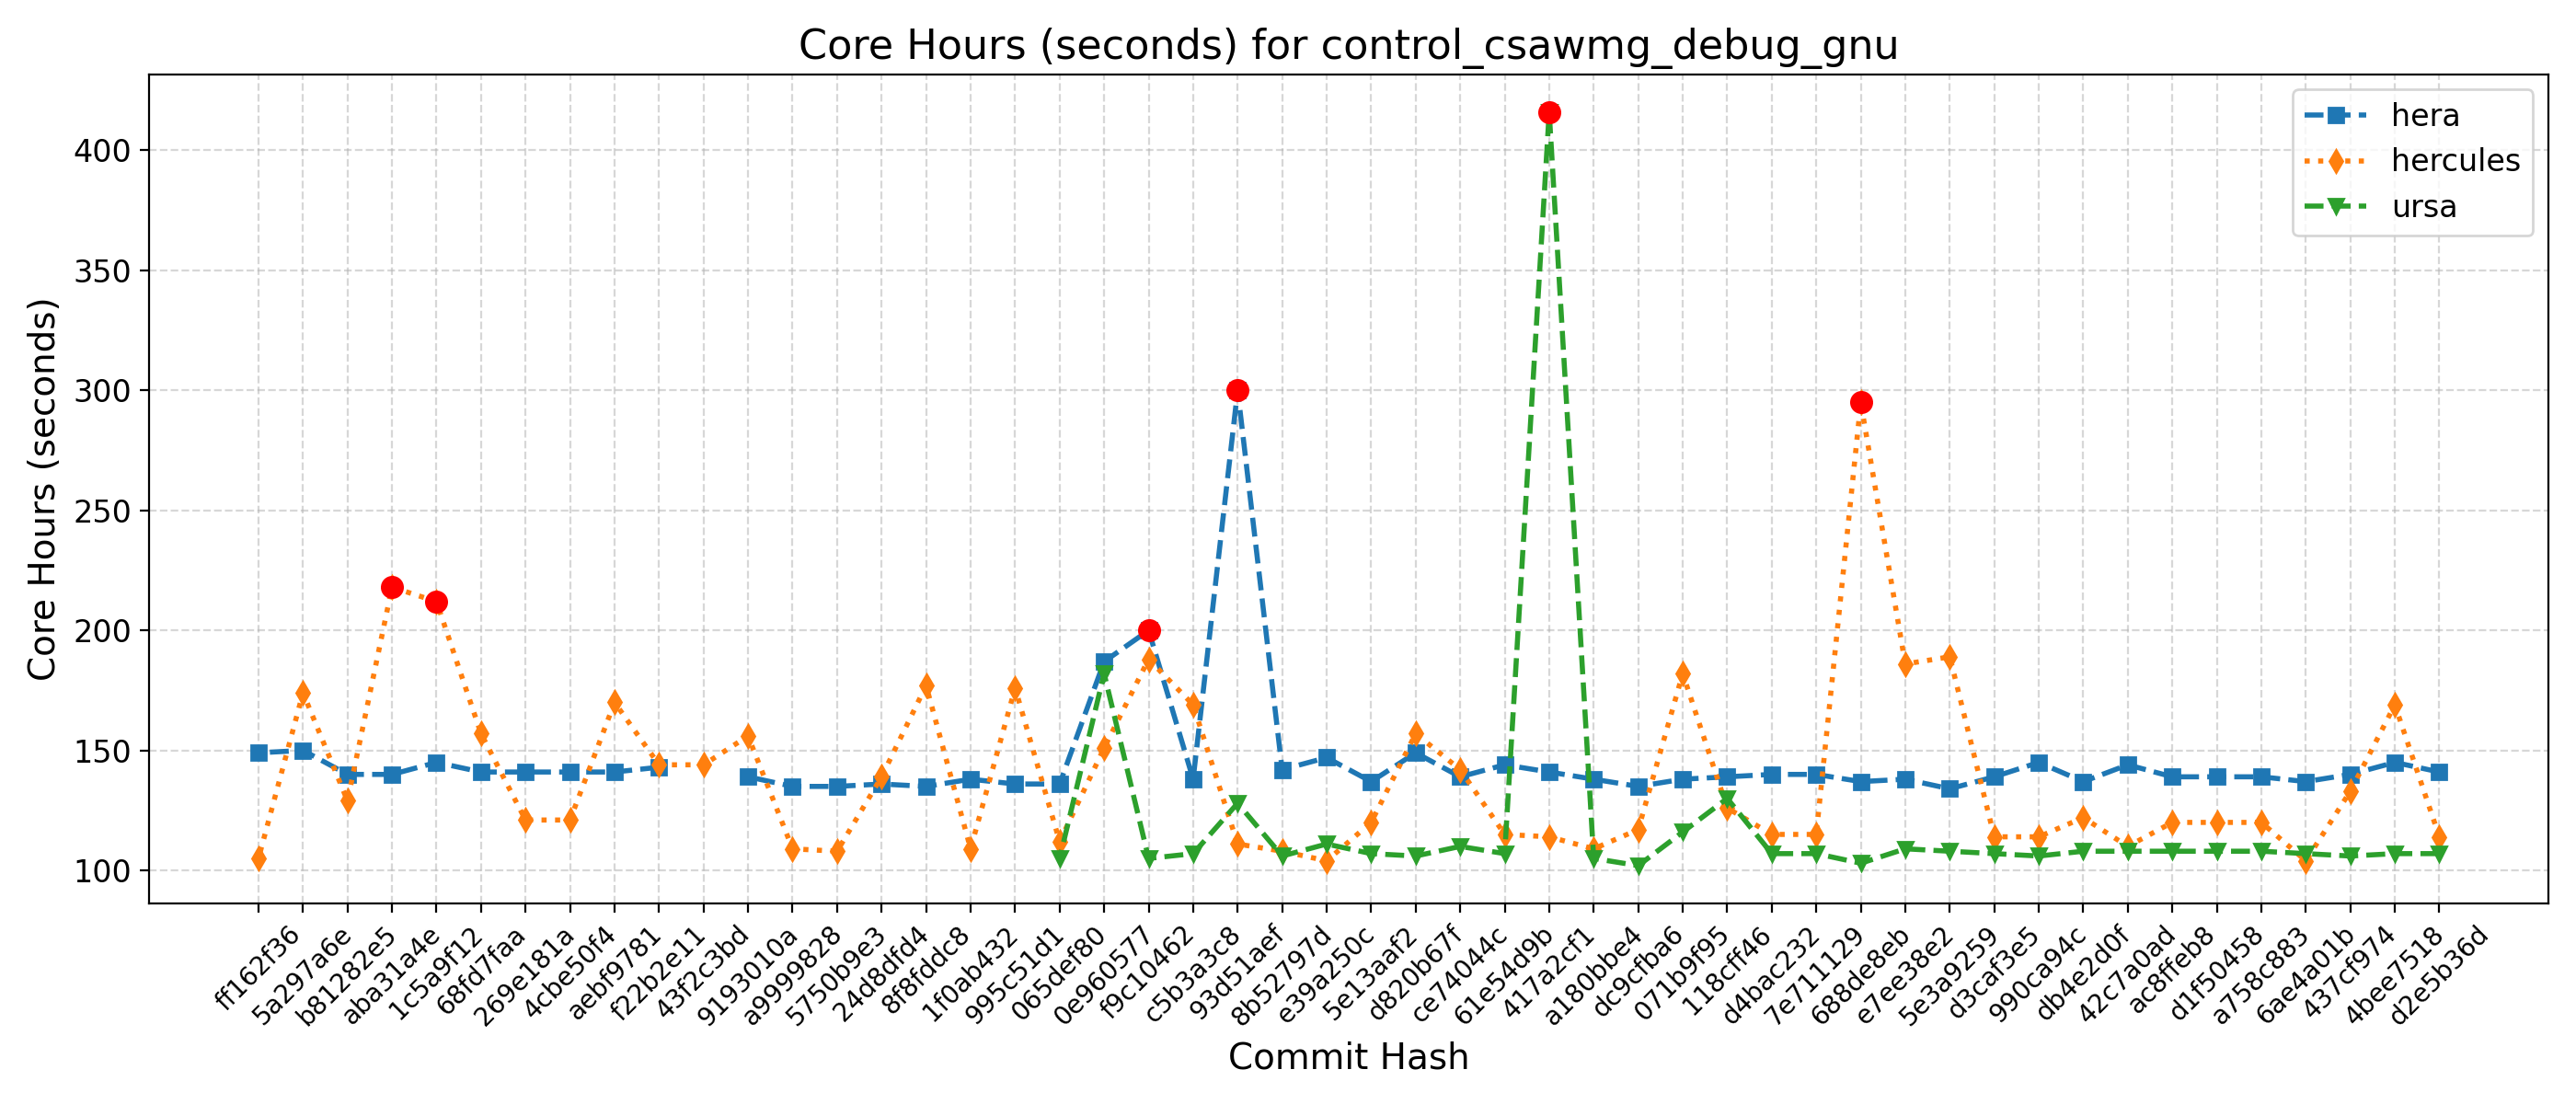 Core Hours (seconds) for control_csawmg_debug_gnu
hera
hercules
ursa
Core Hours (seconds)
400
350
300
250
200
150
100
ff162f36
5a297a6e
b81282e5
aba31a4e
1c5a9f12
68fd7faa
269e181a
4cbe50f4
aebf9781
f22b2e11
43f2c3bd
9193010a
a9999828
5750b9e3
24d8dfd4
8f8fddc8
1f0ab432
995c51d1
065def80
0e960577
f9c10462
c5b3a3c8
93d51aef
8b52797d
e39a250c
5e13aaf2
d820b67f
ce74044c
61e54d9b
417a2cf1
a180bbe4
dc9cfba6
071b9f95
118cff46
d4bac232
7e711129
688de8eb
e7ee38e2
5e3a9259
d3caf3e5
990ca94c
db4e2d0f
42c7a0ad
ac8ffeb8
d1f50458
a758c883
6ae4a01b
437cf974
4bee7518
d2e5b36d
Commit Hash